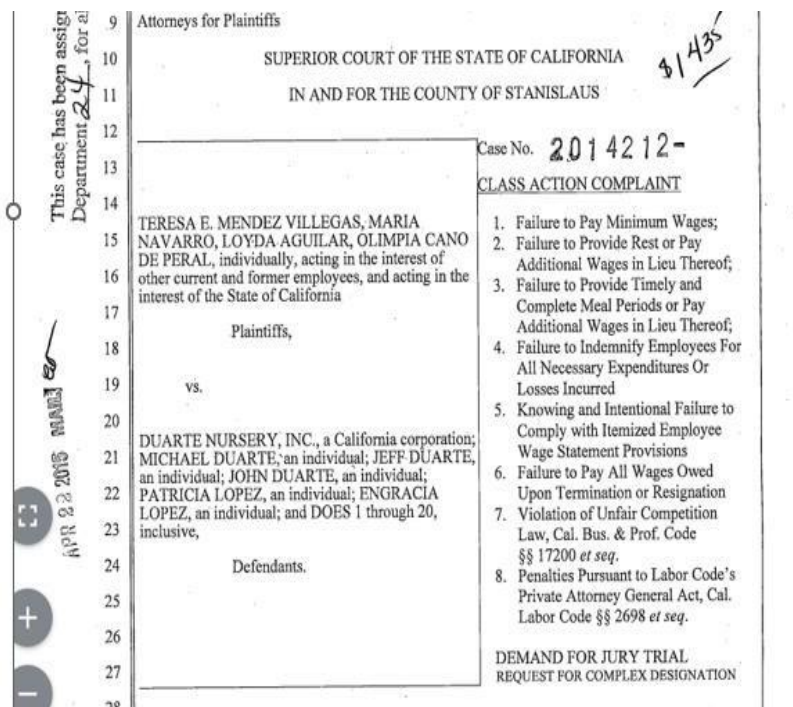 This case has been assign
Department 24, for al
APR 22 2015
9 Attorneys for Plaintiffs
10 SUPERIOR COURT OF THE STATE OF CALIFORNIA
$1435
11 IN AND FOR THE COUNTY OF STANISLAUS
12
Case No. 2014212-
13
CLASS ACTION COMPLAINT
14
TERESA E. MENDEZ VILLEGAS, MARIA
15 NAVARRO, LOYDA AGUILAR, OLIMPIA CANO
DE PERAL, individually, acting in the interest of
16 other current and former employees, and acting in the
interest of the State of California
17
Plaintiffs,
18
19 vs.
20
DUARTE NURSERY, INC., a California corporation;
21 MICHAEL DUARTE, an individual; JEFF DUARTE,
an individual; JOHN DUARTE, an individual;
22 PATRICIA LOPEZ, an individual; ENGRACIA
LOPEZ, an individual; and DOES 1 through 20,
23 inclusive,
24 Defendants.
25
26
27
28
1. Failure to Pay Minimum Wages;
2. Failure to Provide Rest or Pay
Additional Wages in Lieu Thereof;
3. Failure to Provide Timely and
Complete Meal Periods or Pay
Additional Wages in Lieu Thereof;
4. Failure to Indemnify Employees For
All Necessary Expenditures Or
Losses Incurred
5. Knowing and Intentional Failure to
Comply with Itemized Employee
Wage Statement Provisions
6. Failure to Pay All Wages Owed
Upon Termination or Resignation
7. Violation of Unfair Competition
Law, Cal. Bus. & Prof. Code
§§ 17200 et seq.
8. Penalties Pursuant to Labor Code's
Private Attorney General Act, Cal.
Labor Code §§ 2698 et seq.
DEMAND FOR JURY TRIAL
REQUEST FOR COMPLEX DESIGNATION